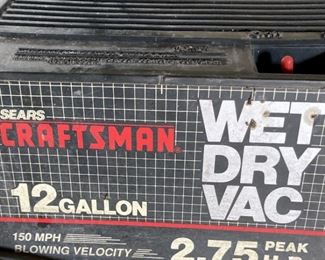 SEARS
CRAFTSMAN
WET
DRY
VAC
12 GALLON
150 MPH
BLOWING VELOCITY
2.75 PEAK
H.P.